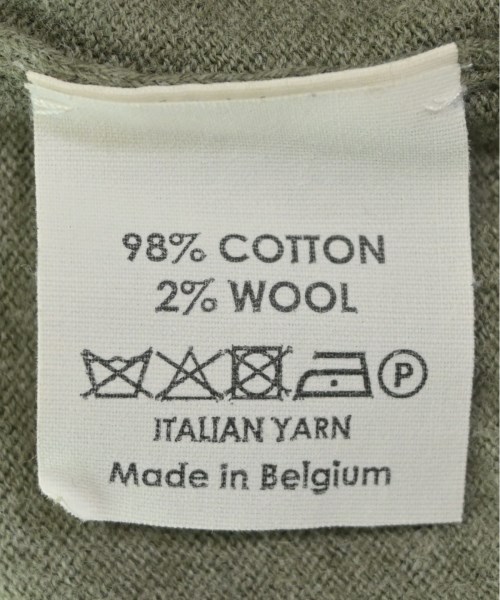 98% COTTON
2% WOOL
P
ITALIAN YARN
Made in Belgium